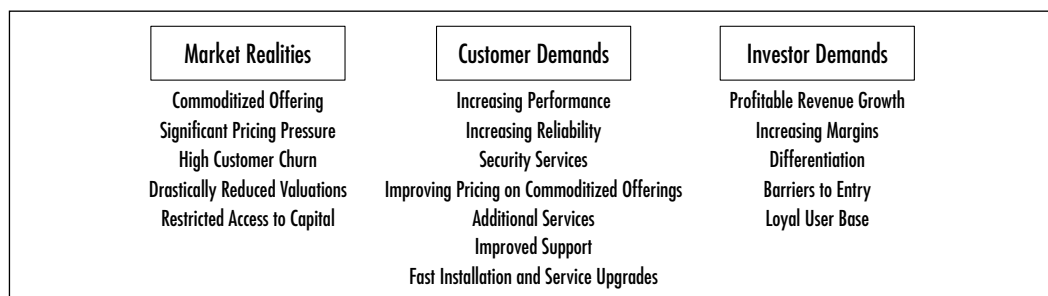 Market Realities
Commoditized Offering
Significant Pricing Pressure
High Customer Churn
Drastically Reduced Valuations
Restricted Access to Capital
Customer Demands
Increasing Performance
Increasing Reliability
Security Services
Improving Pricing on Commoditized Offerings
Additional Services
Improved Support
Fast Installation and Service Upgrades
Investor Demands
Profitable Revenue Growth
Increasing Margins
Differentiation
Barriers to Entry
Loyal User Base